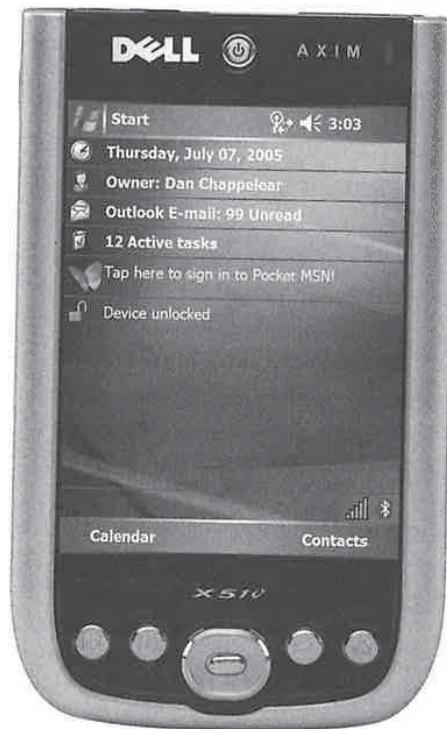 DELL AXIM
Start 3:03
Thursday, July 07, 2005
Owner: Dan Chappelear
Outlook E-mail: 99 Unread
12 Active tasks
Tap here to sign in to Pocket MSN!
Device unlocked
Calendar Contacts
X51v